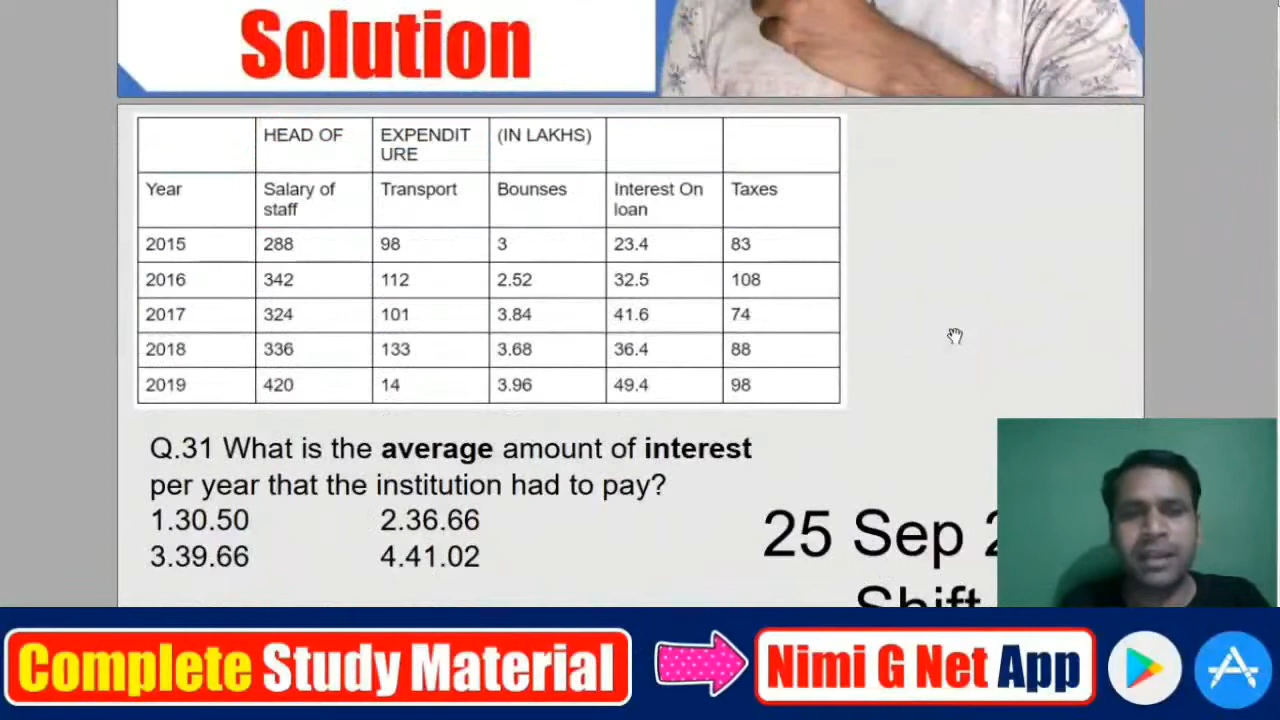 Solution
HEAD OF EXPENDIT (IN LAKHS)
URE
Year Salary of Transport Bounses Interest On Taxes
staff loan
2015 288 98 3 23.4 83
2016 342 112 2.52 32.5 108
2017 324 101 3.84 41.6 74
2018 336 133 3.68 36.4 88
2019 420 14 3.96 49.4 98
Q.31 What is the average amount of interest
per year that the institution had to pay?
1.30.50 2.36.66
3.39.66 4.41.02
25 Sep
Shift
Complete Study Material Nimi G Net App